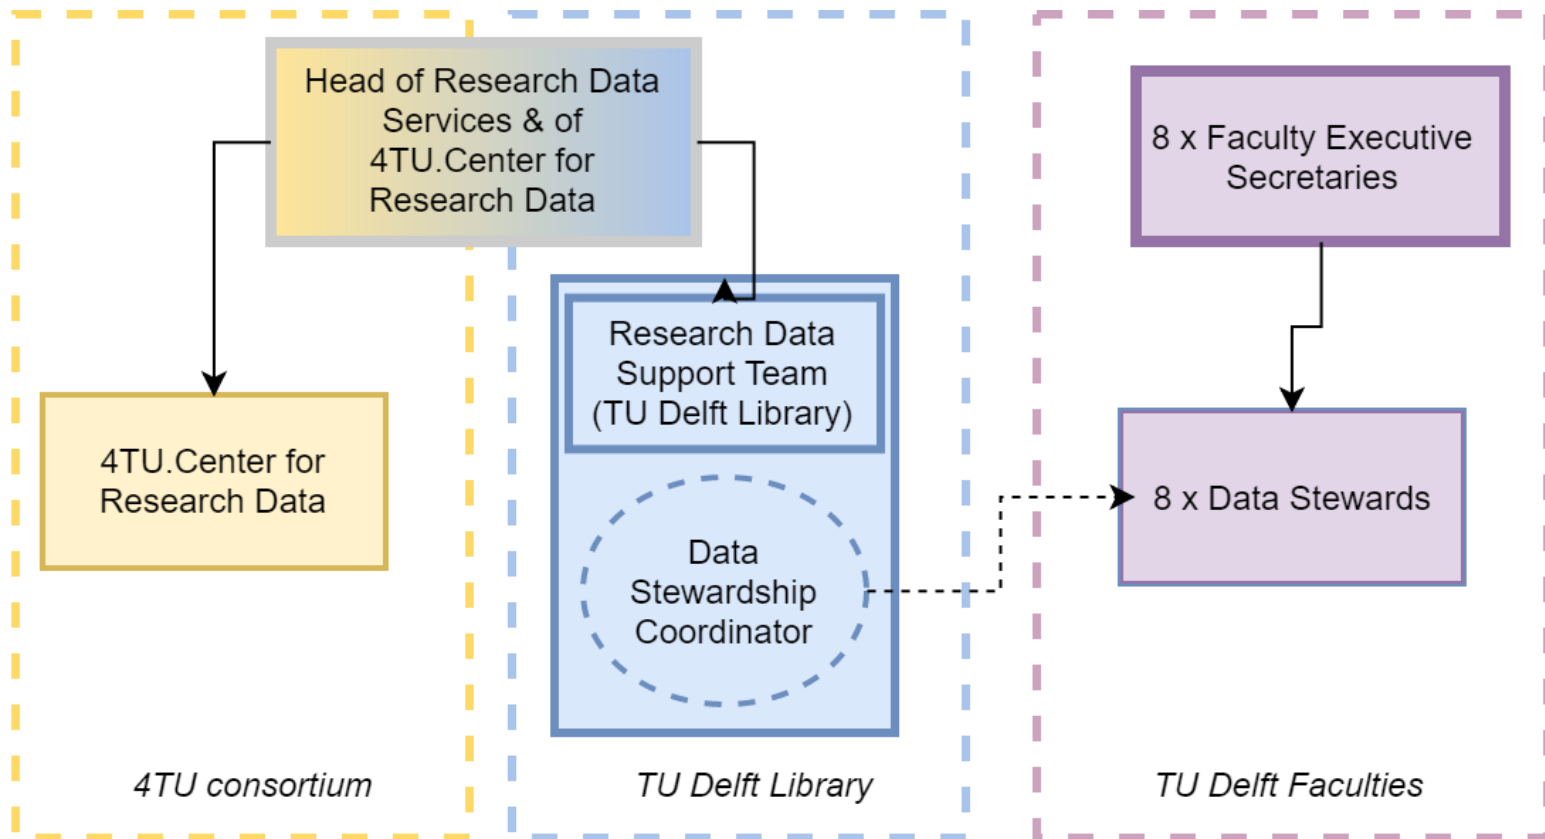 Head of Research Data
Services & of
4TU.Center for
Research Data
8 x Faculty Executive
Secretaries
Research Data
Support Team
(TU Delft Library)
4TU.Center for
Research Data
8 x Data Stewards
Data
Stewardship
Coordinator
4TU consortium
TU Delft Library
TU Delft Faculties